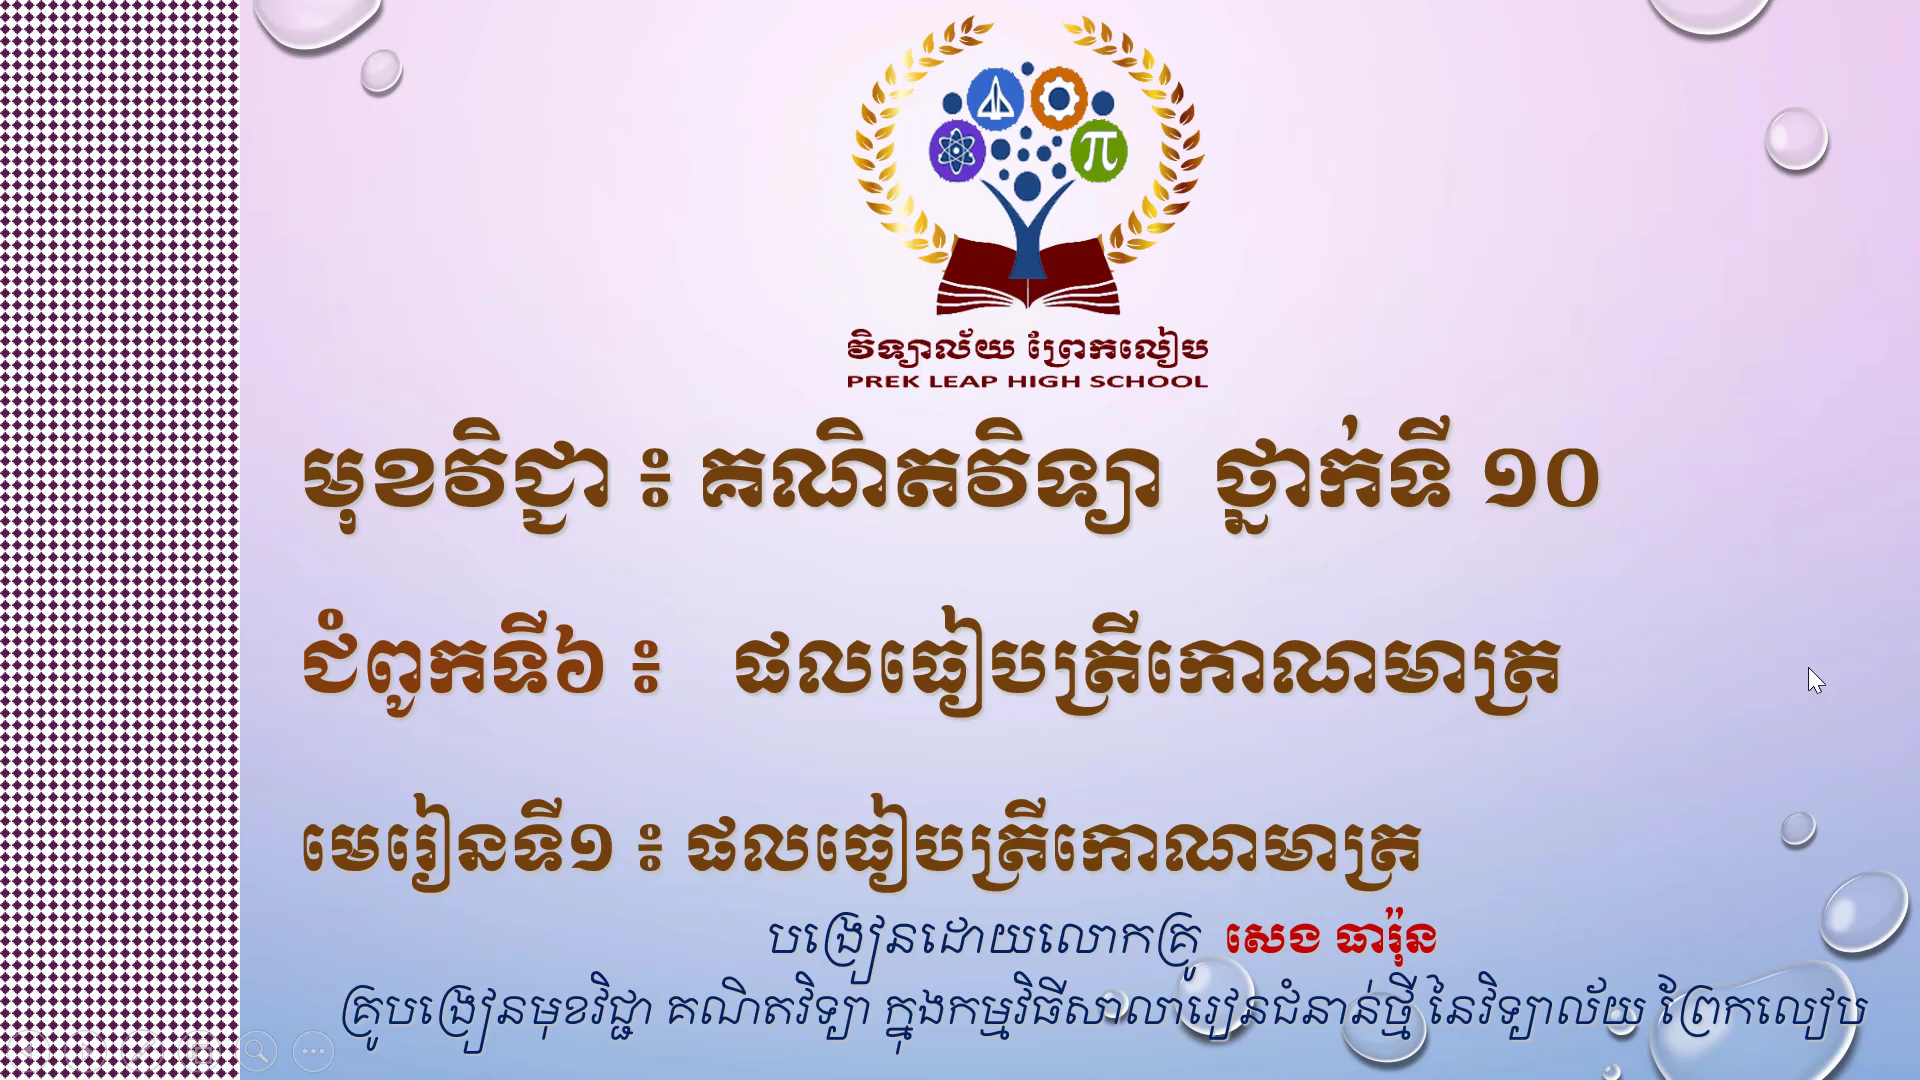 វិទ្យាល័យ ព្រែកលៀប
PREK LEAP HIGH SCHOOL
មុខវិជ្ជា ៖ គណិតវិទ្យា ថ្នាក់ទី ១០
ជំពូកទី៦ ៖ ផលធៀបត្រីកោណមាត្រ
មេរៀនទី១ ៖ ផលធៀបត្រីកោណមាត្រ
បង្រៀនដោយលោកគ្រូ សេង ធារ៉ុន
គ្រូបង្រៀនមុខវិជ្ជា គណិតវិទ្យា ក្នុងកម្មវិធីសាលារៀនជំនាន់ថ្មី នៃវិទ្យាល័យ ព្រែកលៀប